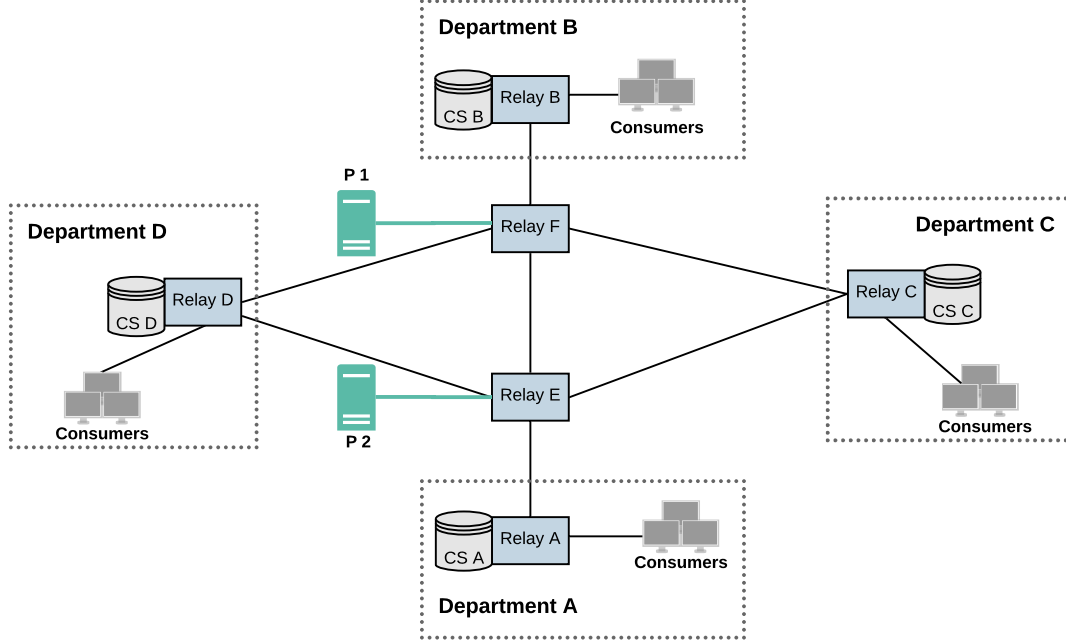 Department B
Relay B
CS B
Consumers
P 1
Department D
Relay F
Department C
Relay D
CS D
Relay C
CS C
Consumers
P 2
Relay E
Consumers
Relay A
CS A
Consumers
Department A